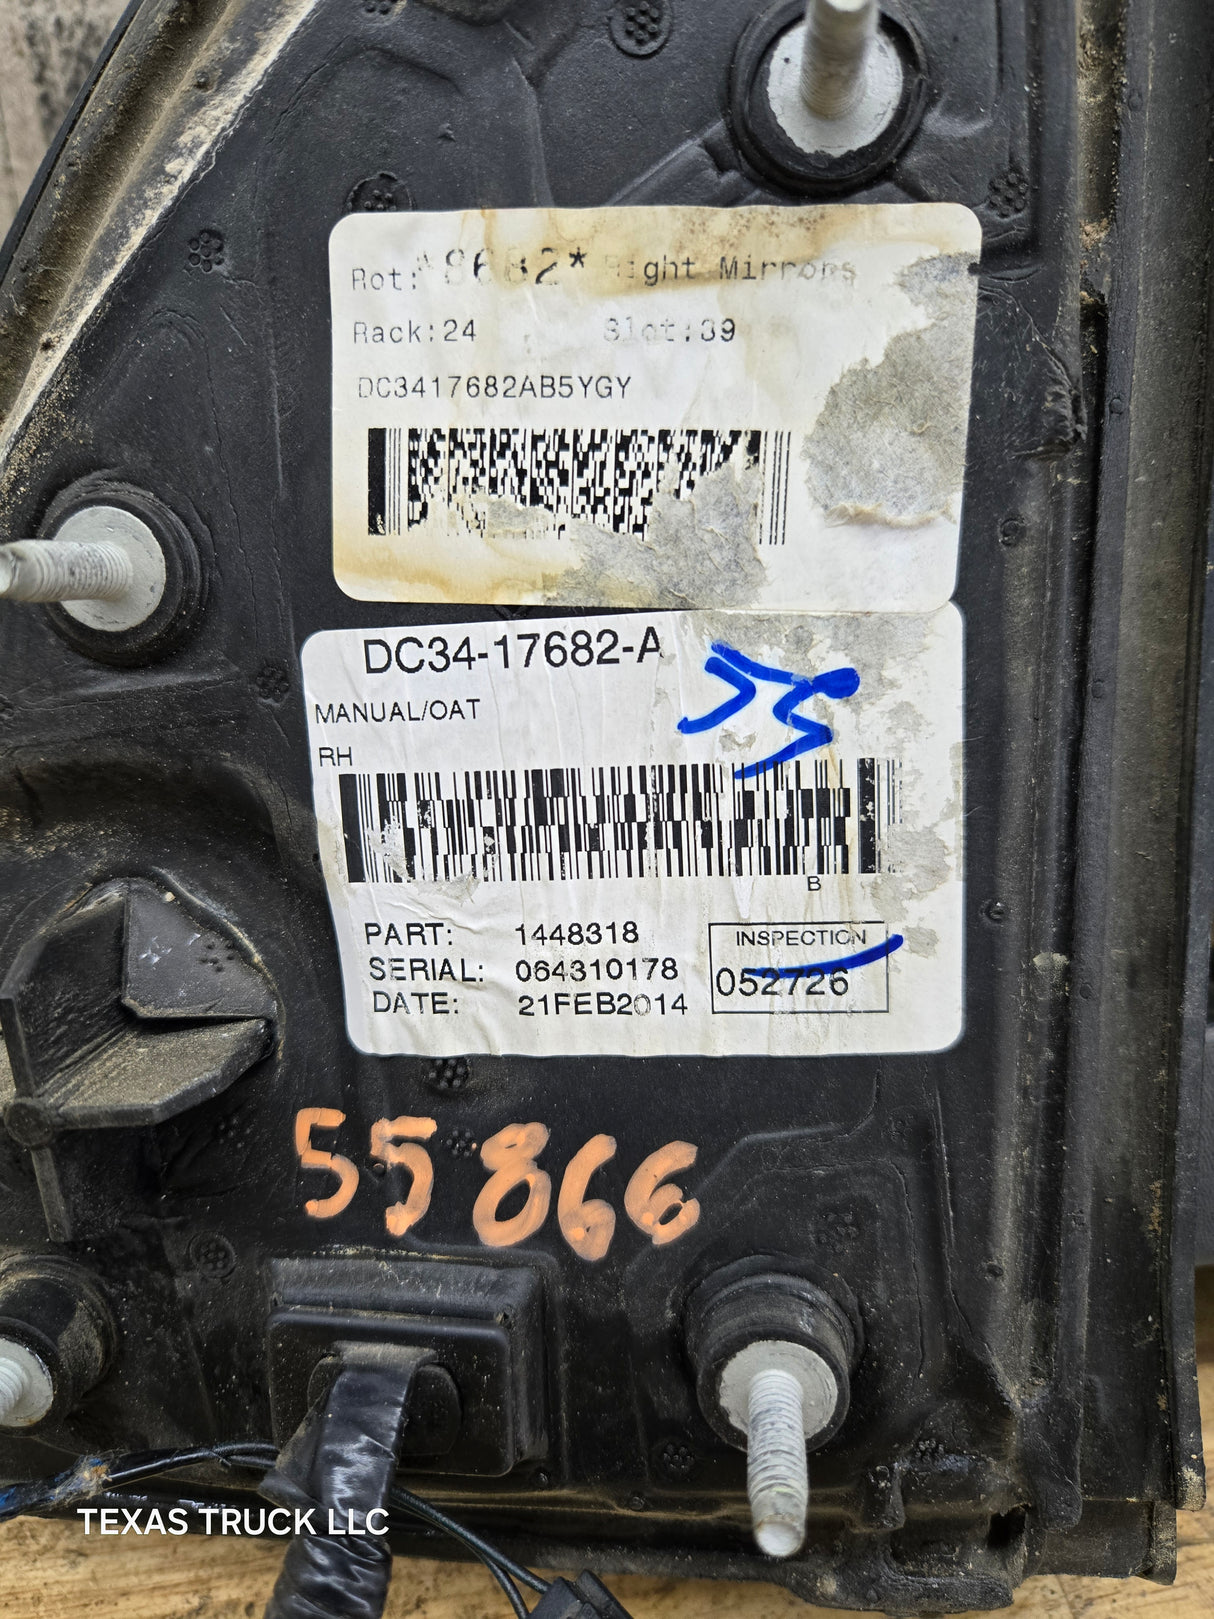 Rot: *8682* Right Mirrors
Rack:24 Slot:39
DC3417682AB5YGY
DC34-17682-A
MANUAL/OAT
RH
B
PART: 1448318
SERIAL: 064310178
DATE: 21FEB2014
INSPECTION
052726
55866
TEXAS TRUCK LLC